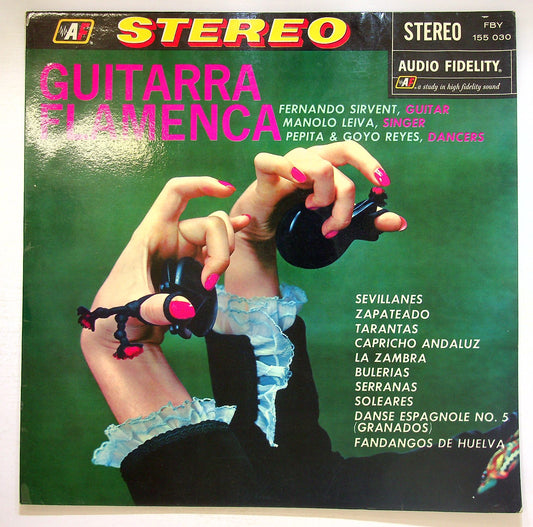 AF
STEREO
STEREO
FBY
155 030
AUDIO FIDELITY®
AF® ..a study in high fidelity sound
GUITARRA
FLAMENCA
FERNANDO SIRVENT, GUITAR
MANOLO LEIVA, SINGER
PEPITA & GOYO REYES, DANCERS
SEVILLANES
ZAPATEADO
TARANTAS
CAPRICHO ANDALUZ
LA ZAMBRA
BULERIAS
SERRANAS
SOLEARES
DANSE ESPAGNOLE NO. 5
(GRANADOS)
FANDANGOS DE HUELVA